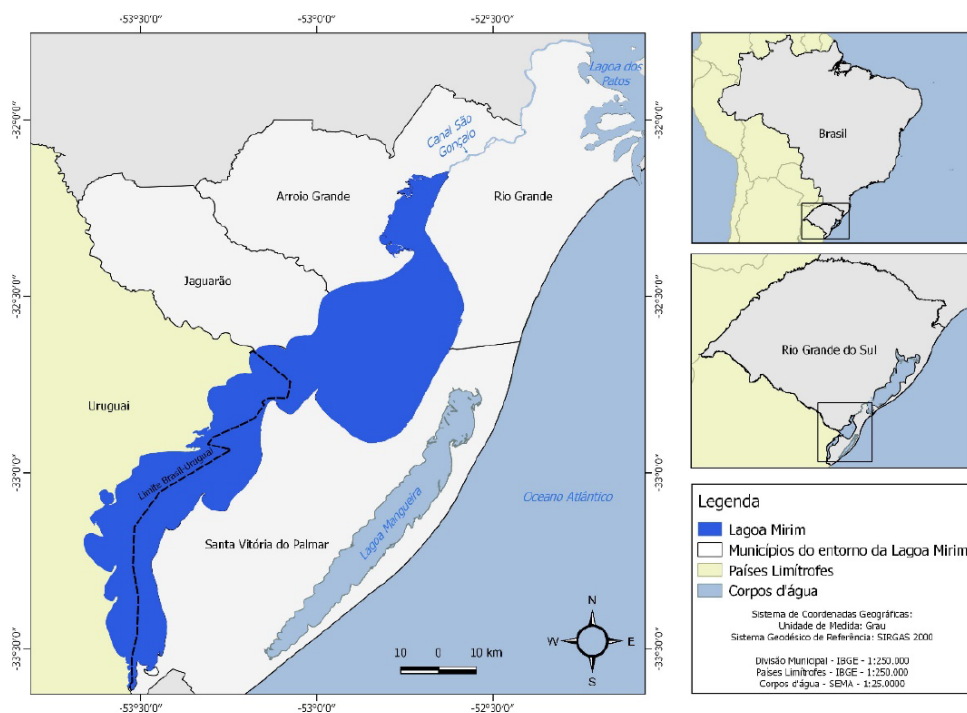 -53°30'0"
-53°0'0"
-52°30'0"
-32°0'0"
-32°30'0"
-33°0'0"
-33°30'0"
Lagoa dos
Patos
Canal São
Gonçalo
Arroio Grande
Rio Grande
Jaguarão
Uruguai
Limite Brasil-Uruguai
Lagoa Mangueira
Oceano Atlântico
Santa Vitória do Palmar
N
W
E
S
10 0 10 km
-32°0'0"
-32°30'0"
-33°0'0"
-33°30'0"
-53°30'0"
-53°0'0"
-52°30'0"
Brasil
Rio Grande do Sul
Legenda
Lagoa Mirim
Municípios do entorno da Lagoa Mirim
Países Limítrofes
Corpos d'água
Sistema de Coordenadas Geográficas:
Unidade de Medida: Grau
Sistema Geodésico de Referência: SIRGAS 2000
Divisão Municipal - IBGE - 1:250.000
Países Limítrofes - IBGE - 1:250.000
Corpos d'água - SEMA - 1:25.0000